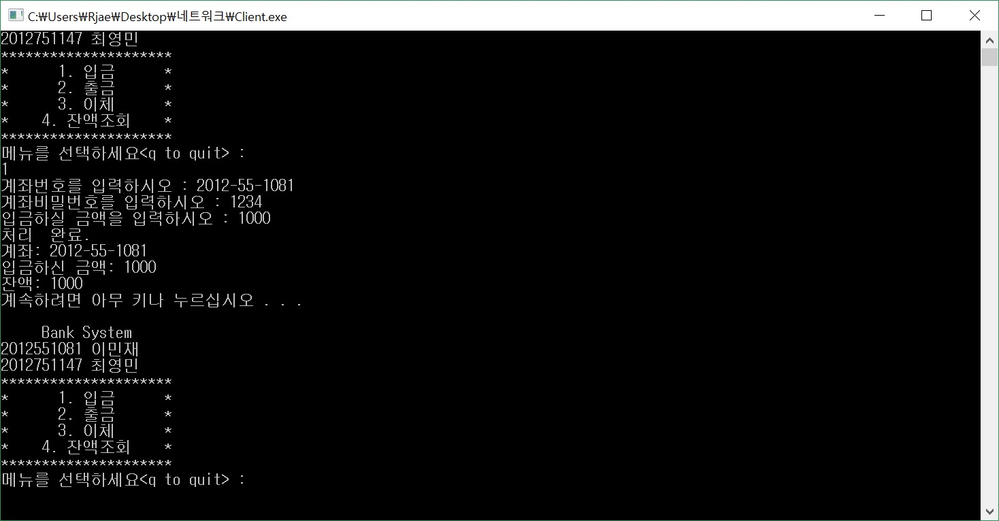 C:₩Users₩Rjae₩Desktop₩네트워크₩Client.exe
2012751147 최영민
*********************
*      1. 입금      *
*      2. 출금      *
*      3. 이체      *
*    4. 잔액조회    *
*********************
메뉴를 선택하세요<q to quit> :
1
계좌번호를 입력하시오 : 2012-55-1081
계좌비밀번호를 입력하시오 : 1234
입금하실 금액을 입력하시오 : 1000
처리  완료.
계좌: 2012-55-1081
입금하신 금액: 1000
잔액: 1000
계속하려면 아무 키나 누르십시오 . . .
     Bank System
2012551081 이민재
2012751147 최영민
*********************
*      1. 입금      *
*      2. 출금      *
*      3. 이체      *
*    4. 잔액조회    *
*********************
메뉴를 선택하세요<q to quit> :